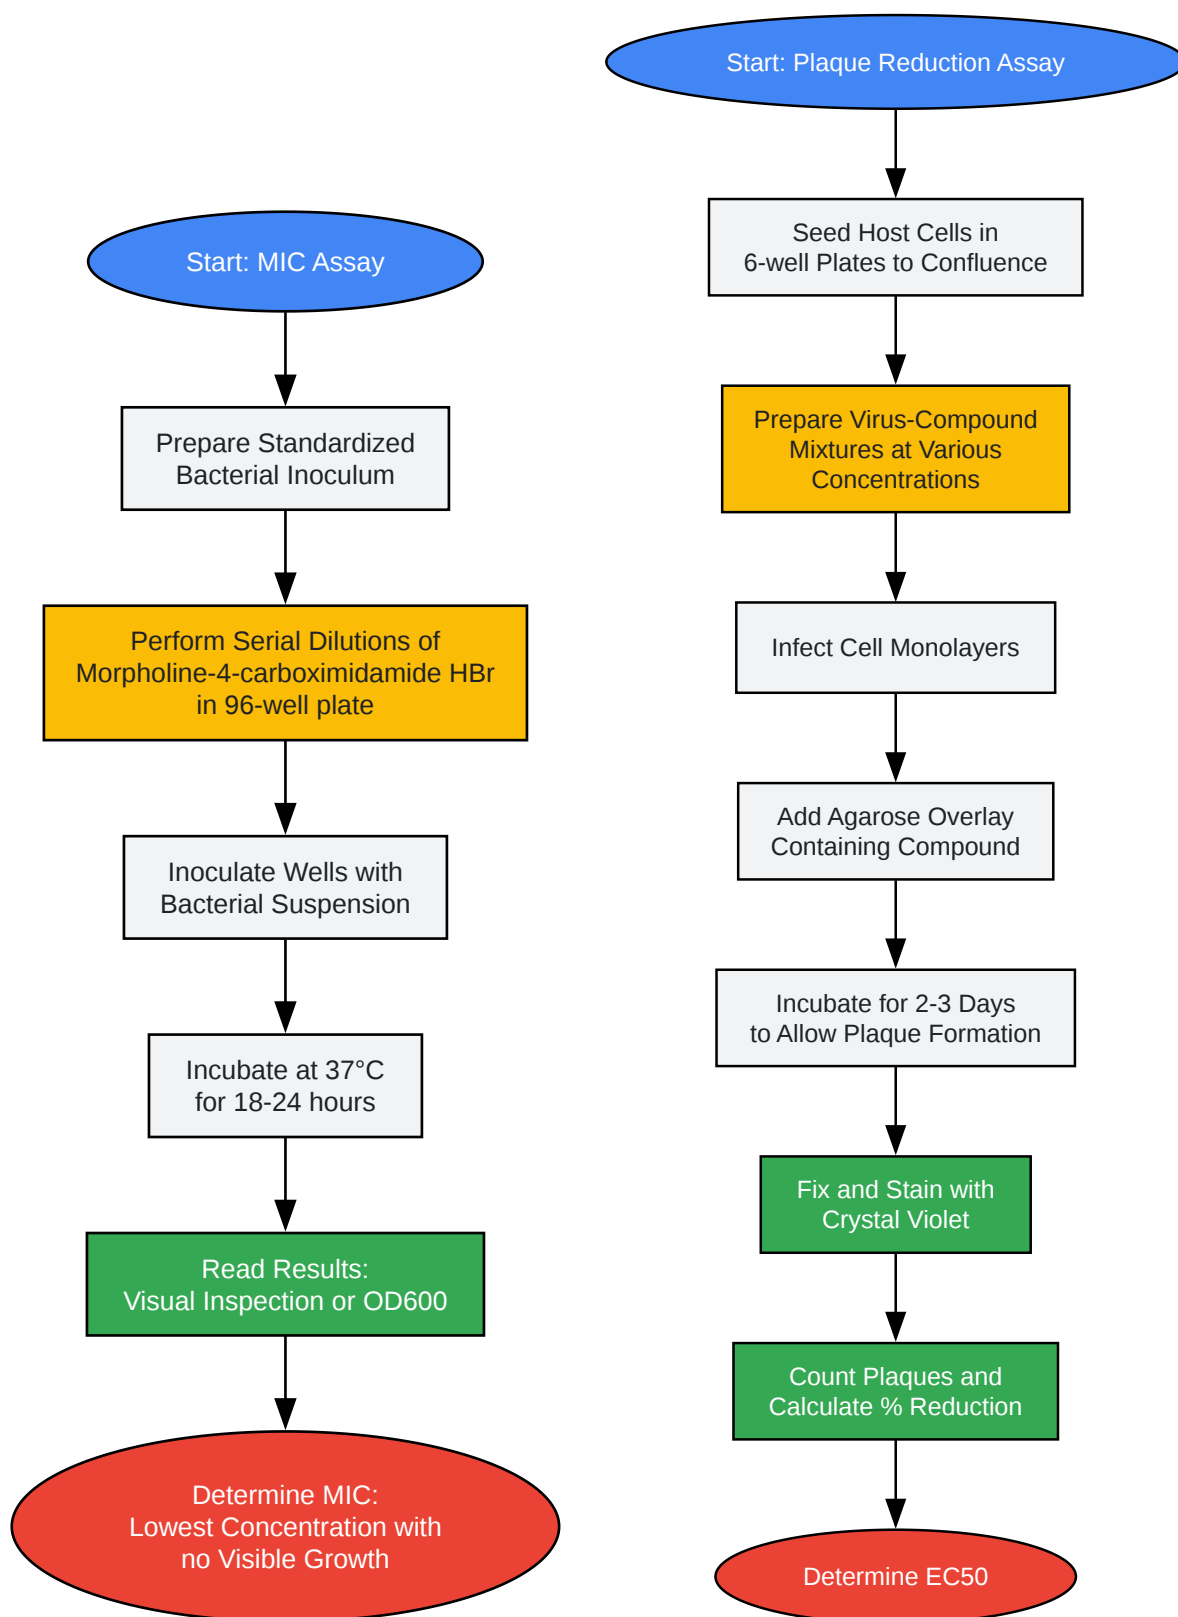 Start: MIC Assay
Prepare Standardized
Bacterial Inoculum
Perform Serial Dilutions of
Morpholine-4-carboximidamide HBr
in 96-well plate
Inoculate Wells with
Bacterial Suspension
Incubate at 37°C
for 18-24 hours
Read Results:
Visual Inspection or OD600
Determine MIC:
Lowest Concentration with
no Visible Growth
Start: Plaque Reduction Assay
Seed Host Cells in
6-well Plates to Confluence
Prepare Virus-Compound
Mixtures at Various
Concentrations
Infect Cell Monolayers
Add Agarose Overlay
Containing Compound
Incubate for 2-3 Days
to Allow Plaque Formation
Fix and Stain with
Crystal Violet
Count Plaques and
Calculate % Reduction
Determine EC50